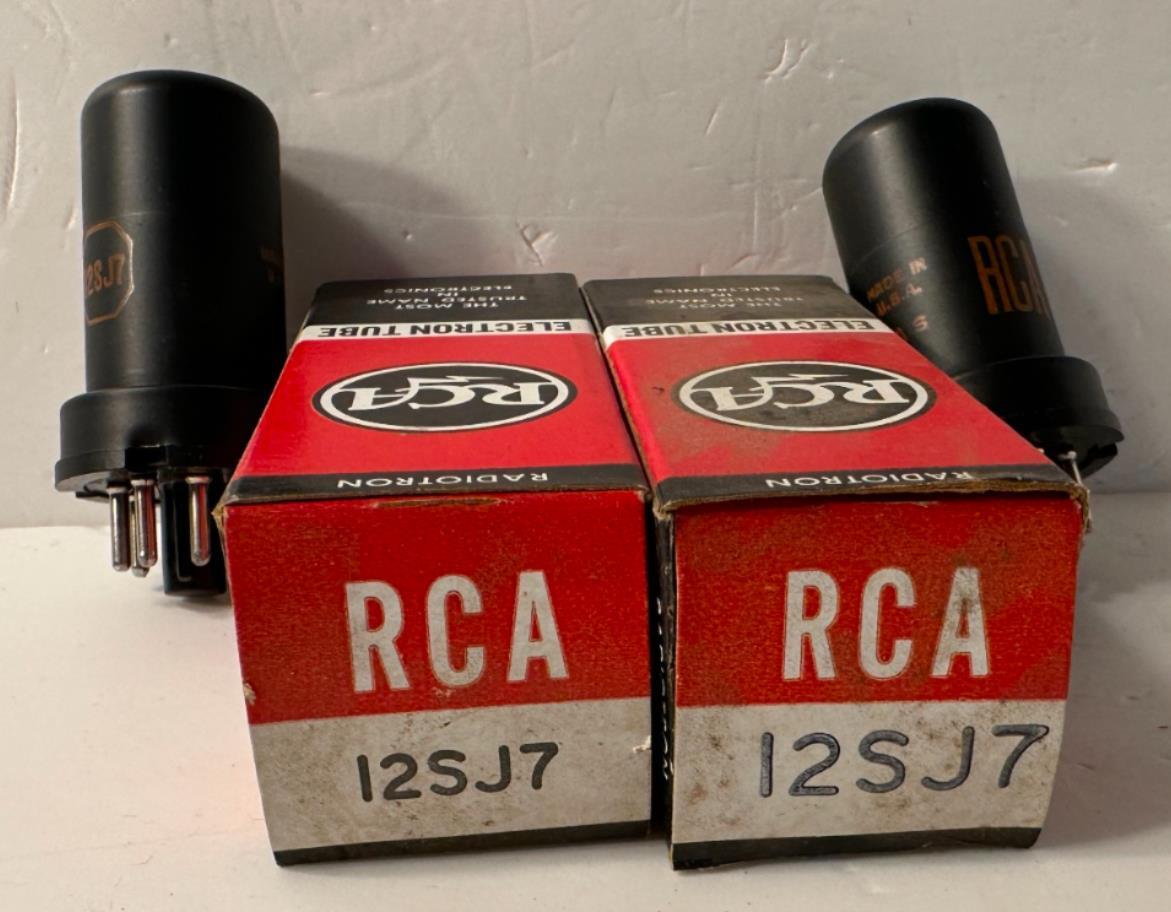 12SJ7
MADE IN
U.S.A.
RCA
THE MOST
TRUSTED NAME
IN
ELECTRONICS
ELECTRON TUBE
RCA
RADIOTRON
THE MOST
TRUSTED NAME
IN
ELECTRONICS
ELECTRON TUBE
RCA
RADIOTRON
RCA
12SJ7
RCA
12SJ7